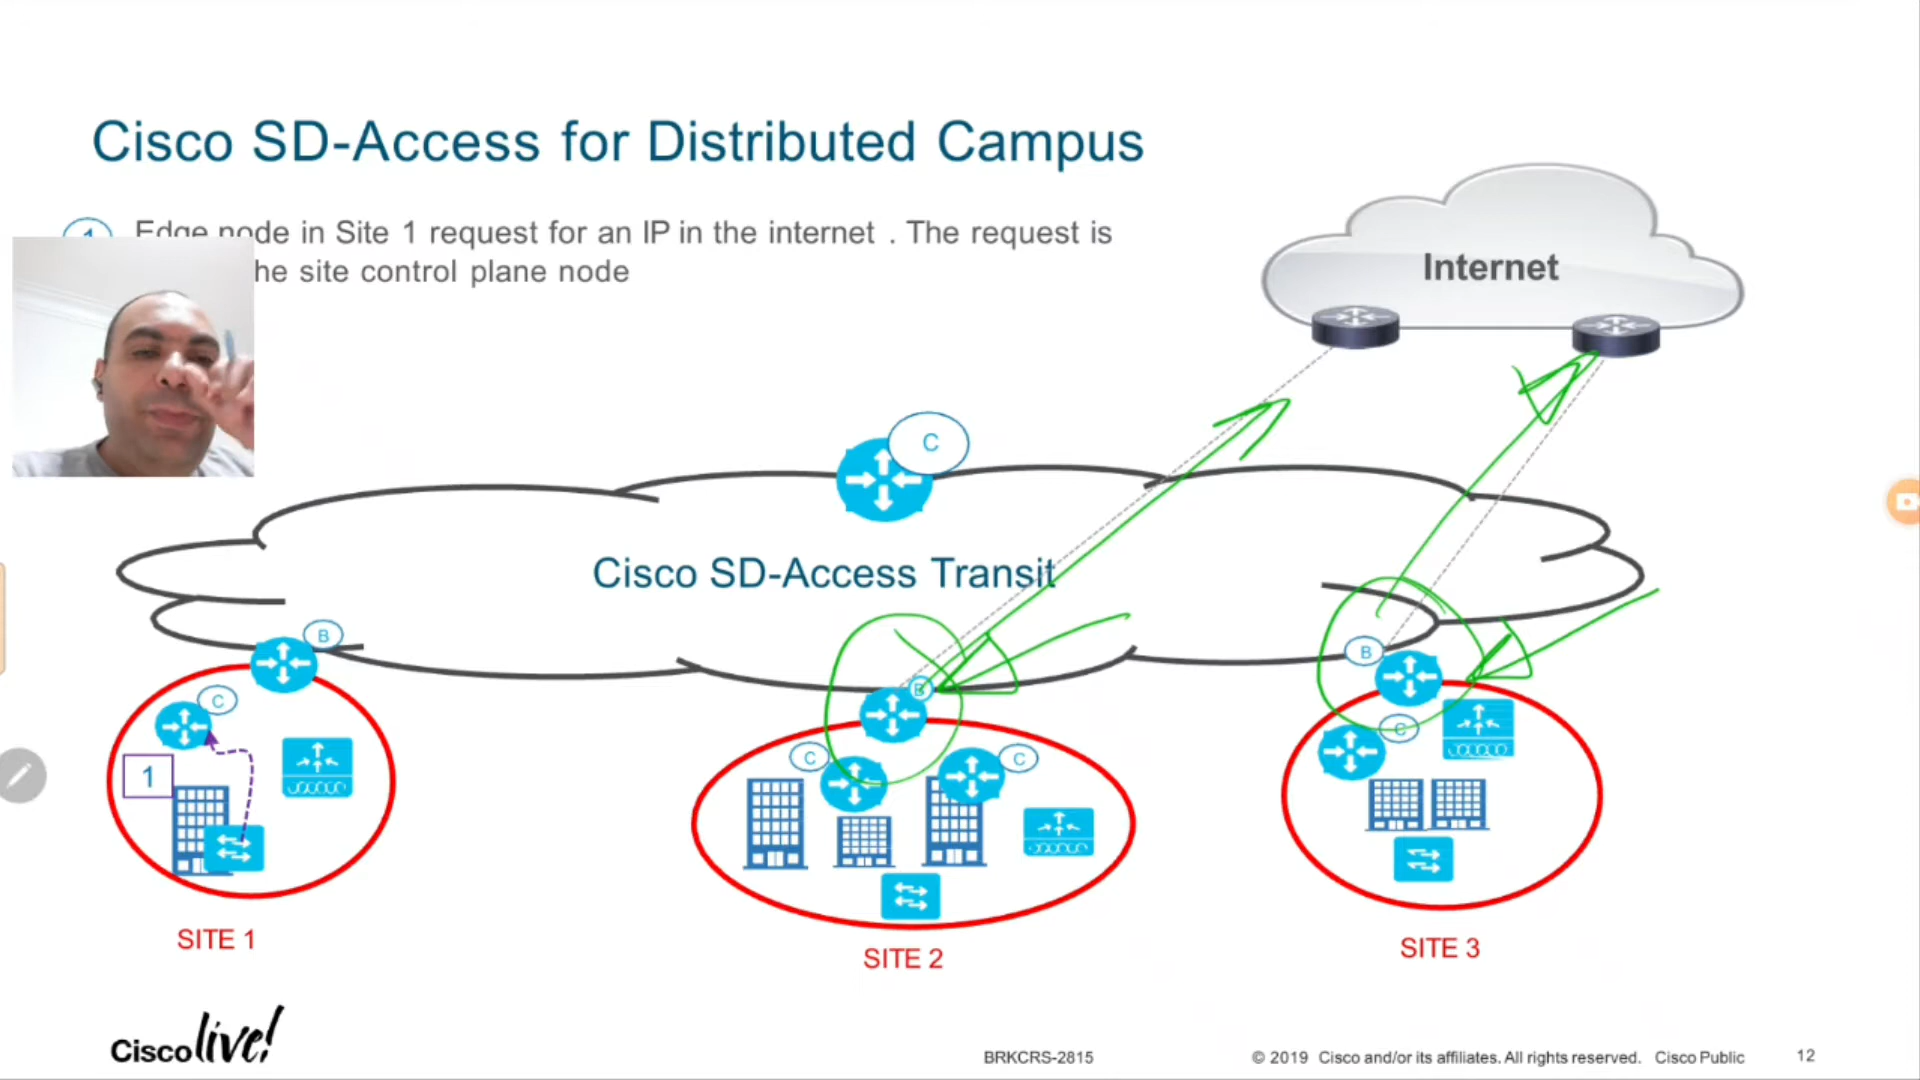 Cisco SD-Access for Distributed Campus
Edge node in Site 1 request for an IP in the internet . The request is
he site control plane node
Internet
C
Cisco SD-Access Transit
B
B
B
C
C
C
C
1
SITE 1
SITE 2
SITE 3
Cisco live!
BRKCRS-2815
© 2019 Cisco and/or its affiliates. All rights reserved. Cisco Public
12